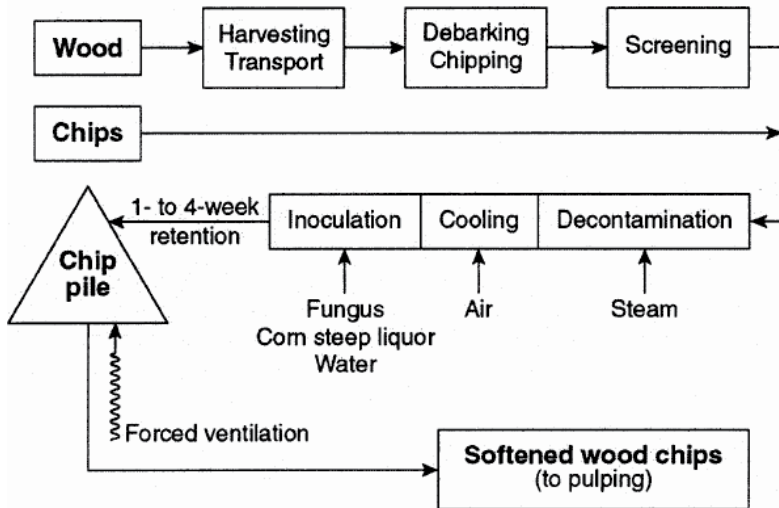 Wood
Harvesting
Transport
Debarking
Chipping
Screening
Chips
Chip
pile
1- to 4-week
retention
Inoculation
Cooling
Decontamination
Fungus
Corn steep liquor
Water
Air
Steam
Forced ventilation
Softened wood chips
(to pulping)